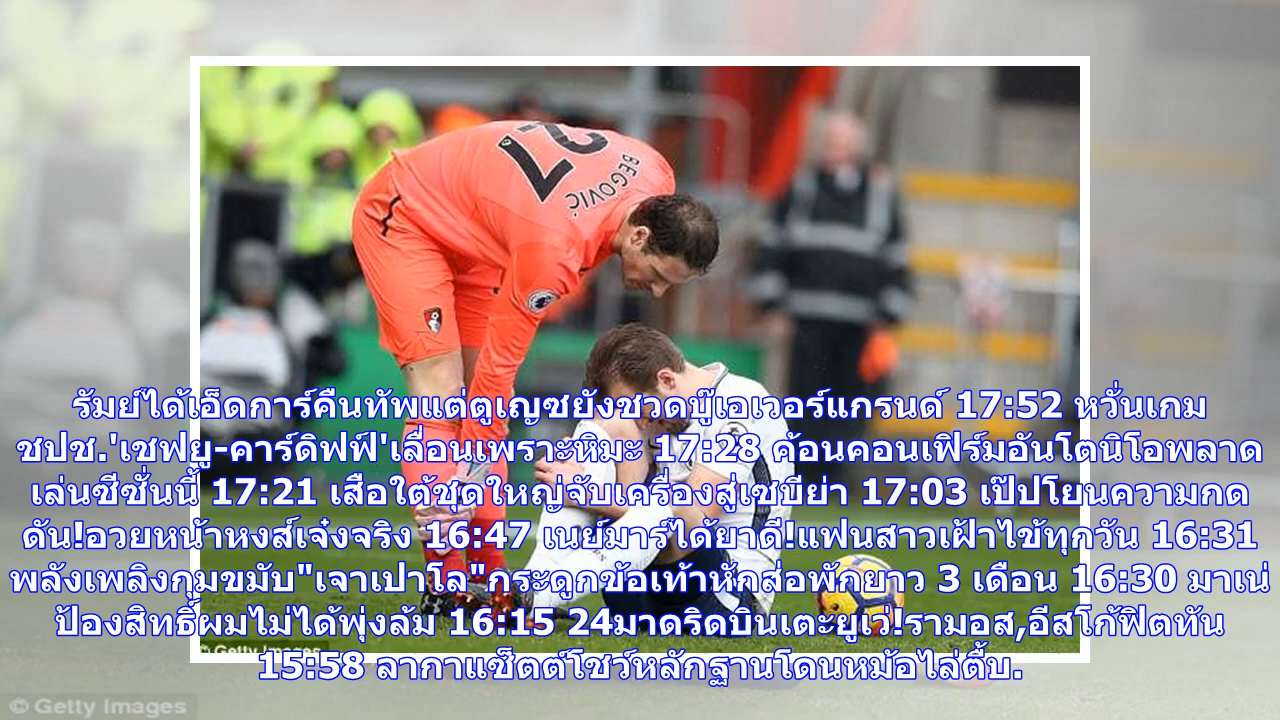 27
BEGOVIĆ
รัมย์ได้เอ็ดการ์คืนทัพแต่ตูเญซยังชวดบู๊เอเวอร์แกรนด์ 17:52 หวั่นเกม
ชปช.'เชฟยู-คาร์ดิฟฟ์'เลื่อนเพราะหิมะ 17:28 ค้อนคอนเฟิร์มอันโตนิโอพลาด
เล่นซีซั่นนี้ 17:21 เสือใต้ชุดใหญ่จับเครื่องสู่เซบีย่า 17:03 เป๊ปโยนความกด
ดัน!อวยหน้าหงส์เจ๋งจริง 16:47 เนย์มาร์ได้ยาดี!แฟนสาวเฝ้าไข้ทุกวัน 16:31
พลังเพลิงกุมขมับ"เจาเปาโล"กระดูกข้อเท้าหักส่อพักยาว 3 เดือน 16:30 มาเน่
ป้องสิทธิ์ผมไม่ได้พุ่งล้ม 16:15 24มาดริดบินเตะยูเว่!รามอส,อีสโก้ฟิตทัน
Getty Images
15:58 ลากาแซ็ตต์โชว์หลักฐานโดนหม้อไล่ตื้บ.
© Getty Images